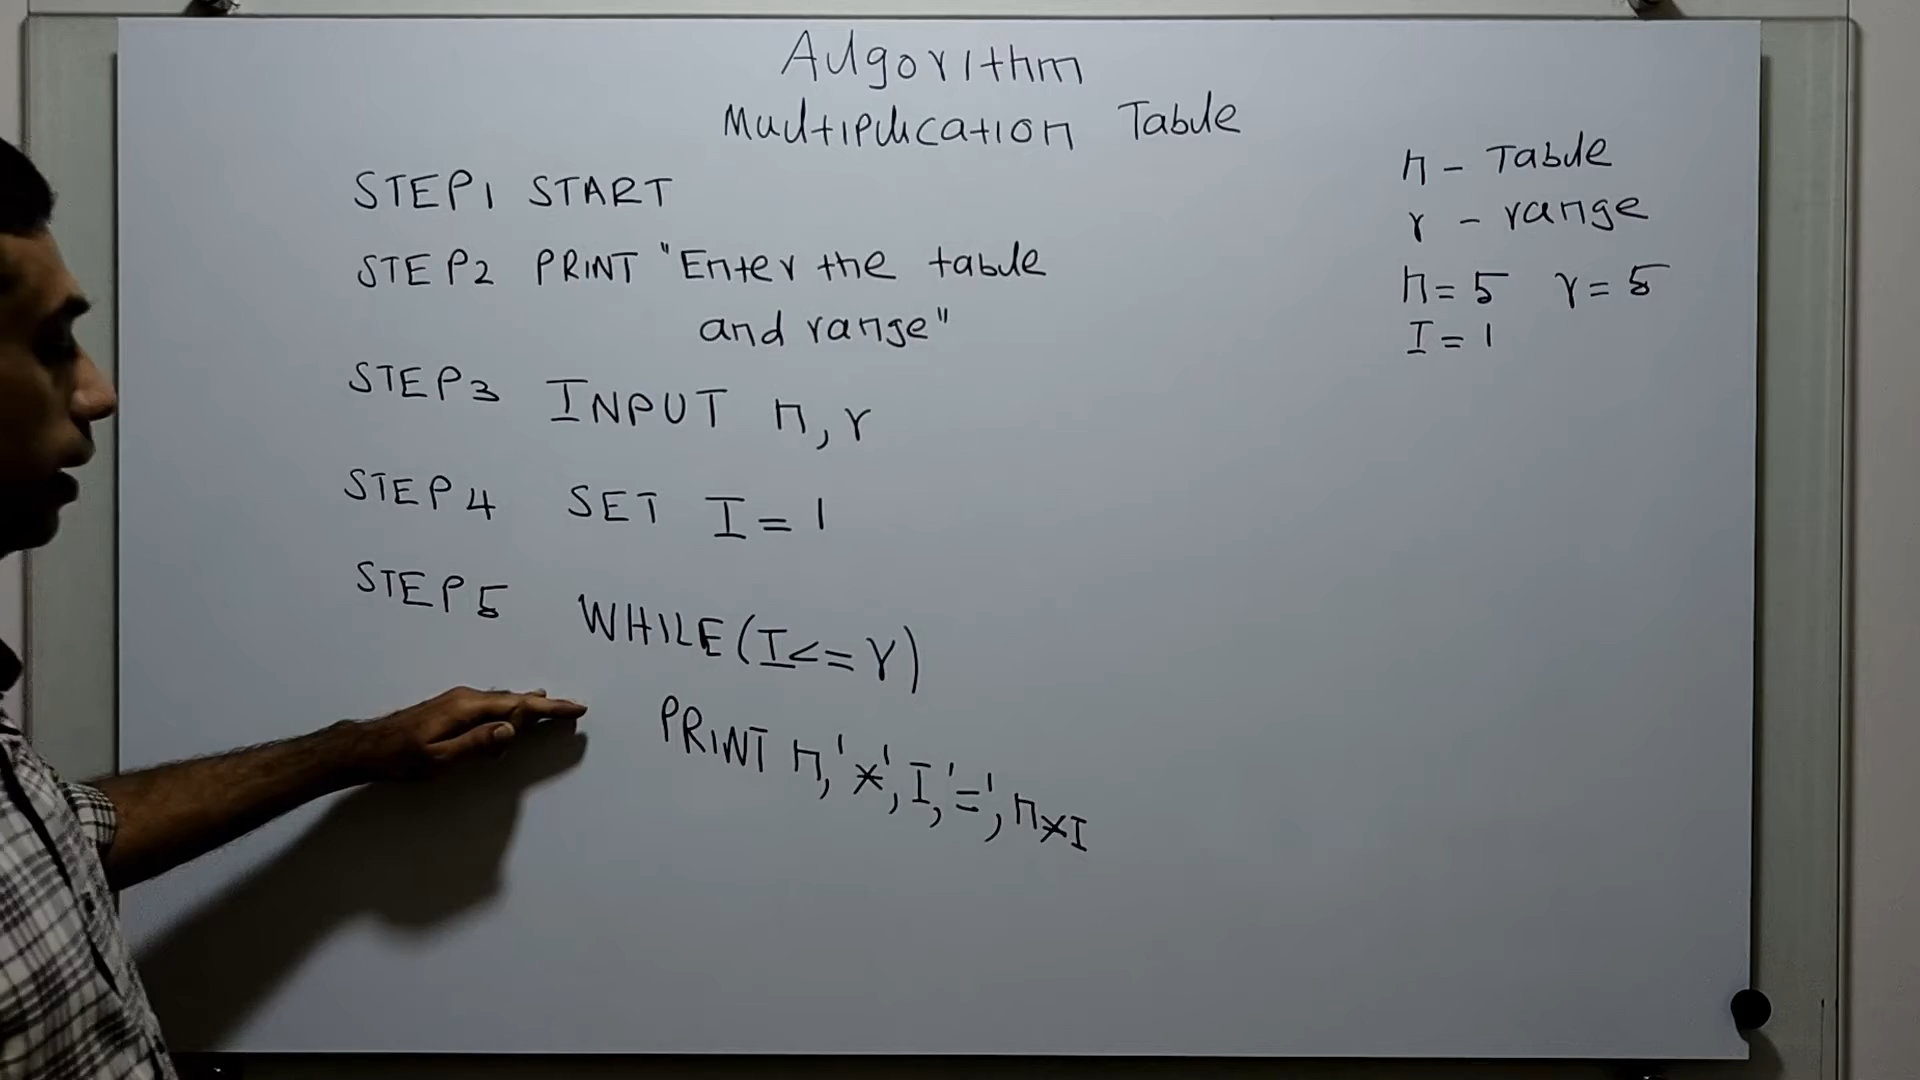 Algorithm
Multiplication Table
STEP1 START
STEP2 PRINT "Enter the table
and range"
STEP3 INPUT n, r
STEP4 SET I = 1
STEP5 WHILE(I<=r)
PRINT n,'*',I,'=',n*I
n - Table
r - range
n=5 r=5
I=1